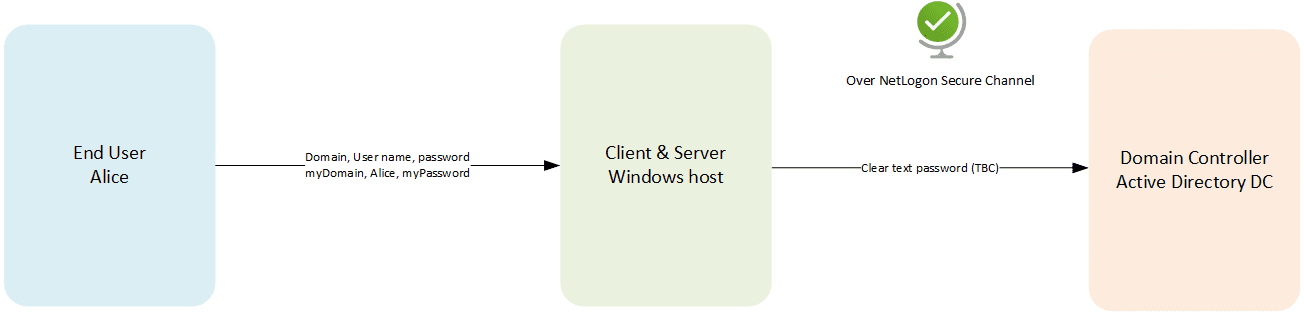 Over NetLogon Secure Channel
End User
Alice
Domain, User name, password
myDomain, Alice, myPassword
Client & Server
Windows host
Clear text password (TBC)
Domain Controller
Active Directory DC